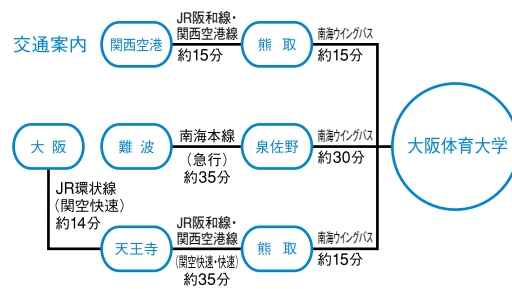 交通案内
関西空港
JR阪和線・
関西空港線
約15分
熊取
南海ウイングバス
約15分
大阪
難波
南海本線
（急行）
約35分
泉佐野
南海ウイングバス
約30分
大阪体育大学
JR環状線
（関空快速）
約14分
天王寺
JR阪和線・
関西空港線
（関空快速・快速）
約35分
熊取
南海ウイングバス
約15分